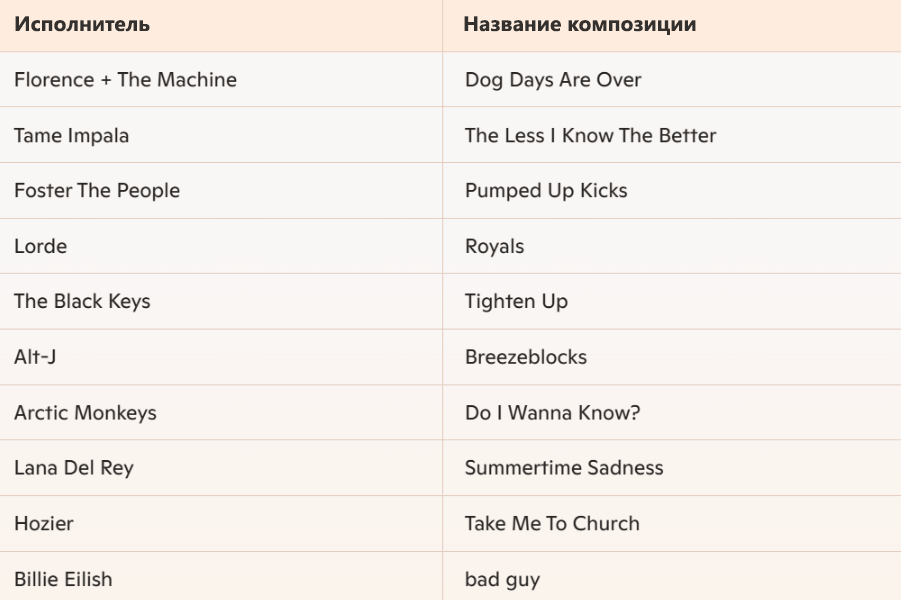 Исполнитель Название композиции
Florence + The Machine Dog Days Are Over
Tame Impala The Less I Know The Better
Foster The People Pumped Up Kicks
Lorde Royals
The Black Keys Tighten Up
Alt-J Breezeblocks
Arctic Monkeys Do I Wanna Know?
Lana Del Rey Summertime Sadness
Hozier Take Me To Church
Billie Eilish bad guy